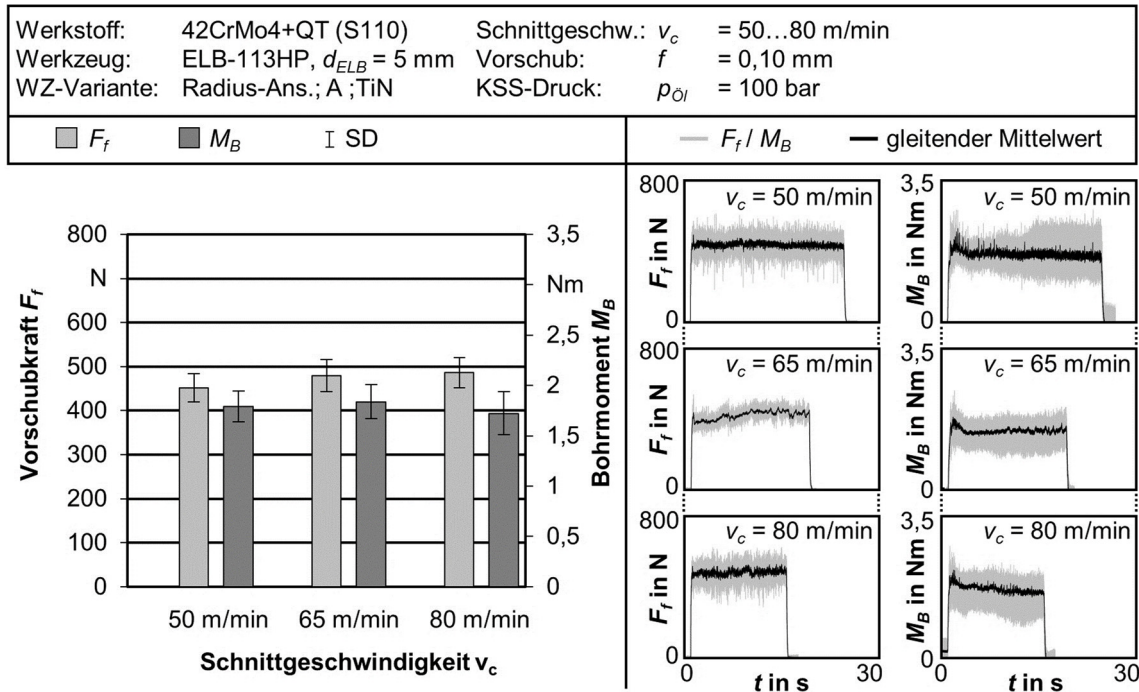 Werkstoff: 42CrMo4+QT (S110) Schnittgeschw.: vc = 50…80 m/min
Werkzeug: ELB-113HP, dELB = 5 mm Vorschub: f = 0,10 mm
WZ-Variante: Radius-Ans.; A ;TiN KSS-Druck: pÖl = 100 bar
Ff MB SD
Ff / MB gleitender Mittelwert
Vorschubkraft Ff
800
N
600
500
400
300
200
100
0
50 m/min 65 m/min 80 m/min
Schnittgeschwindigkeit vc
3,5
Nm
2,5
2
1,5
1
0,5
0
Bohrmoment MB
800
Ff in N
0
vc = 50 m/min
3,5
MB in Nm
0
vc = 50 m/min
800
Ff in N
0
vc = 65 m/min
3,5
MB in Nm
0
vc = 65 m/min
800
Ff in N
0
vc = 80 m/min
3,5
MB in Nm
0
vc = 80 m/min
0 30 0 30
t in s t in s